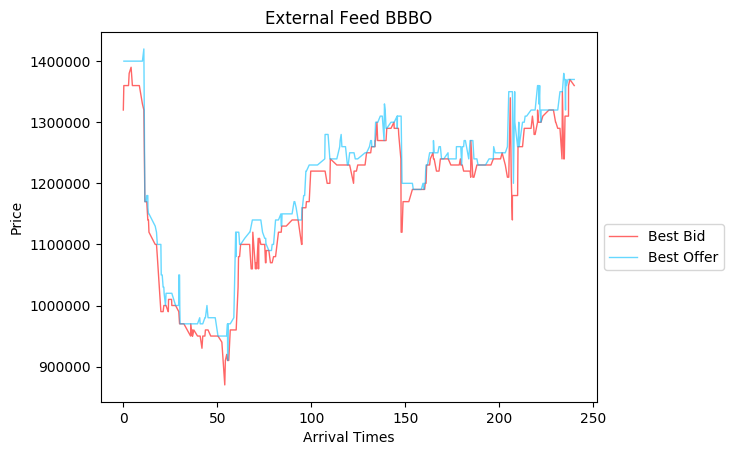 External Feed BBBO
Price
1400000
1300000
1200000
1100000
1000000
900000
0 50 100 150 200 250
Arrival Times
Best Bid
Best Offer